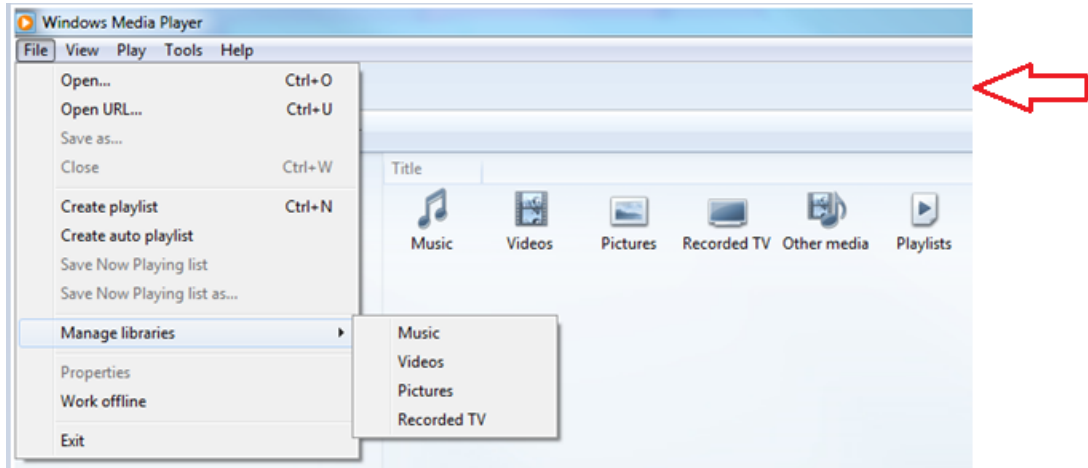 Windows Media Player
File View Play Tools Help
Open... Ctrl+O
Open URL... Ctrl+U
Save as...
Close Ctrl+W
Create playlist Ctrl+N
Create auto playlist
Save Now Playing list
Save Now Playing list as...
Manage libraries
Properties
Work offline
Exit
Music
Videos
Pictures
Recorded TV
Title
Music Videos Pictures Recorded TV Other media Playlists